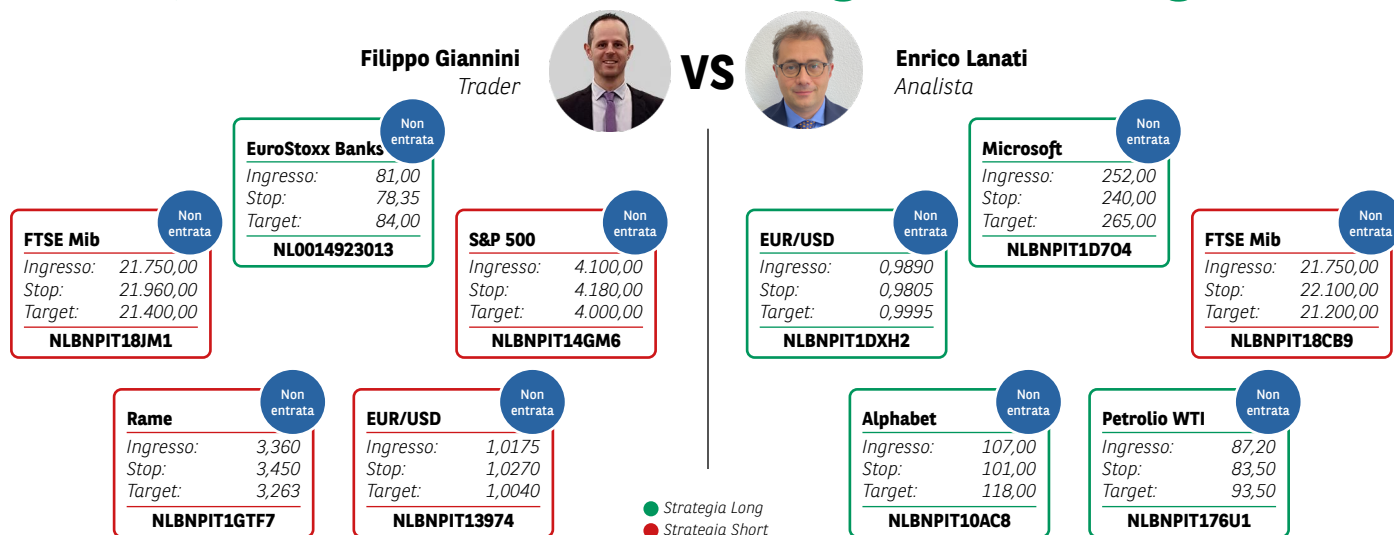 Filippo Giannini
Trader
VS
Enrico Lanati
Analista
EuroStoxx Banks
Non
entrata
Ingresso: 81,00
Stop: 78,35
Target: 84,00
NL0014923013
FTSE Mib
Non
entrata
Ingresso: 21.750,00
Stop: 21.960,00
Target: 21.400,00
NLBNPIT18JM1
S&P 500
Non
entrata
Ingresso: 4.100,00
Stop: 4.180,00
Target: 4.000,00
NLBNPIT14GM6
Rame
Non
entrata
Ingresso: 3,360
Stop: 3,450
Target: 3,263
NLBNPIT1GTF7
EUR/USD
Non
entrata
Ingresso: 1,0175
Stop: 1,0270
Target: 1,0040
NLBNPIT13974
Microsoft
Non
entrata
Ingresso: 252,00
Stop: 240,00
Target: 265,00
NLBNPIT1D7O4
EUR/USD
Non
entrata
Ingresso: 0,9890
Stop: 0,9805
Target: 0,9995
NLBNPIT1DXH2
FTSE Mib
Non
entrata
Ingresso: 21.750,00
Stop: 22.100,00
Target: 21.200,00
NLBNPIT18CB9
Alphabet
Non
entrata
Ingresso: 107,00
Stop: 101,00
Target: 118,00
NLBNPIT10AC8
Petrolio WTI
Non
entrata
Ingresso: 87,20
Stop: 83,50
Target: 93,50
NLBNPIT176U1
Strategia Long
Strategia Short